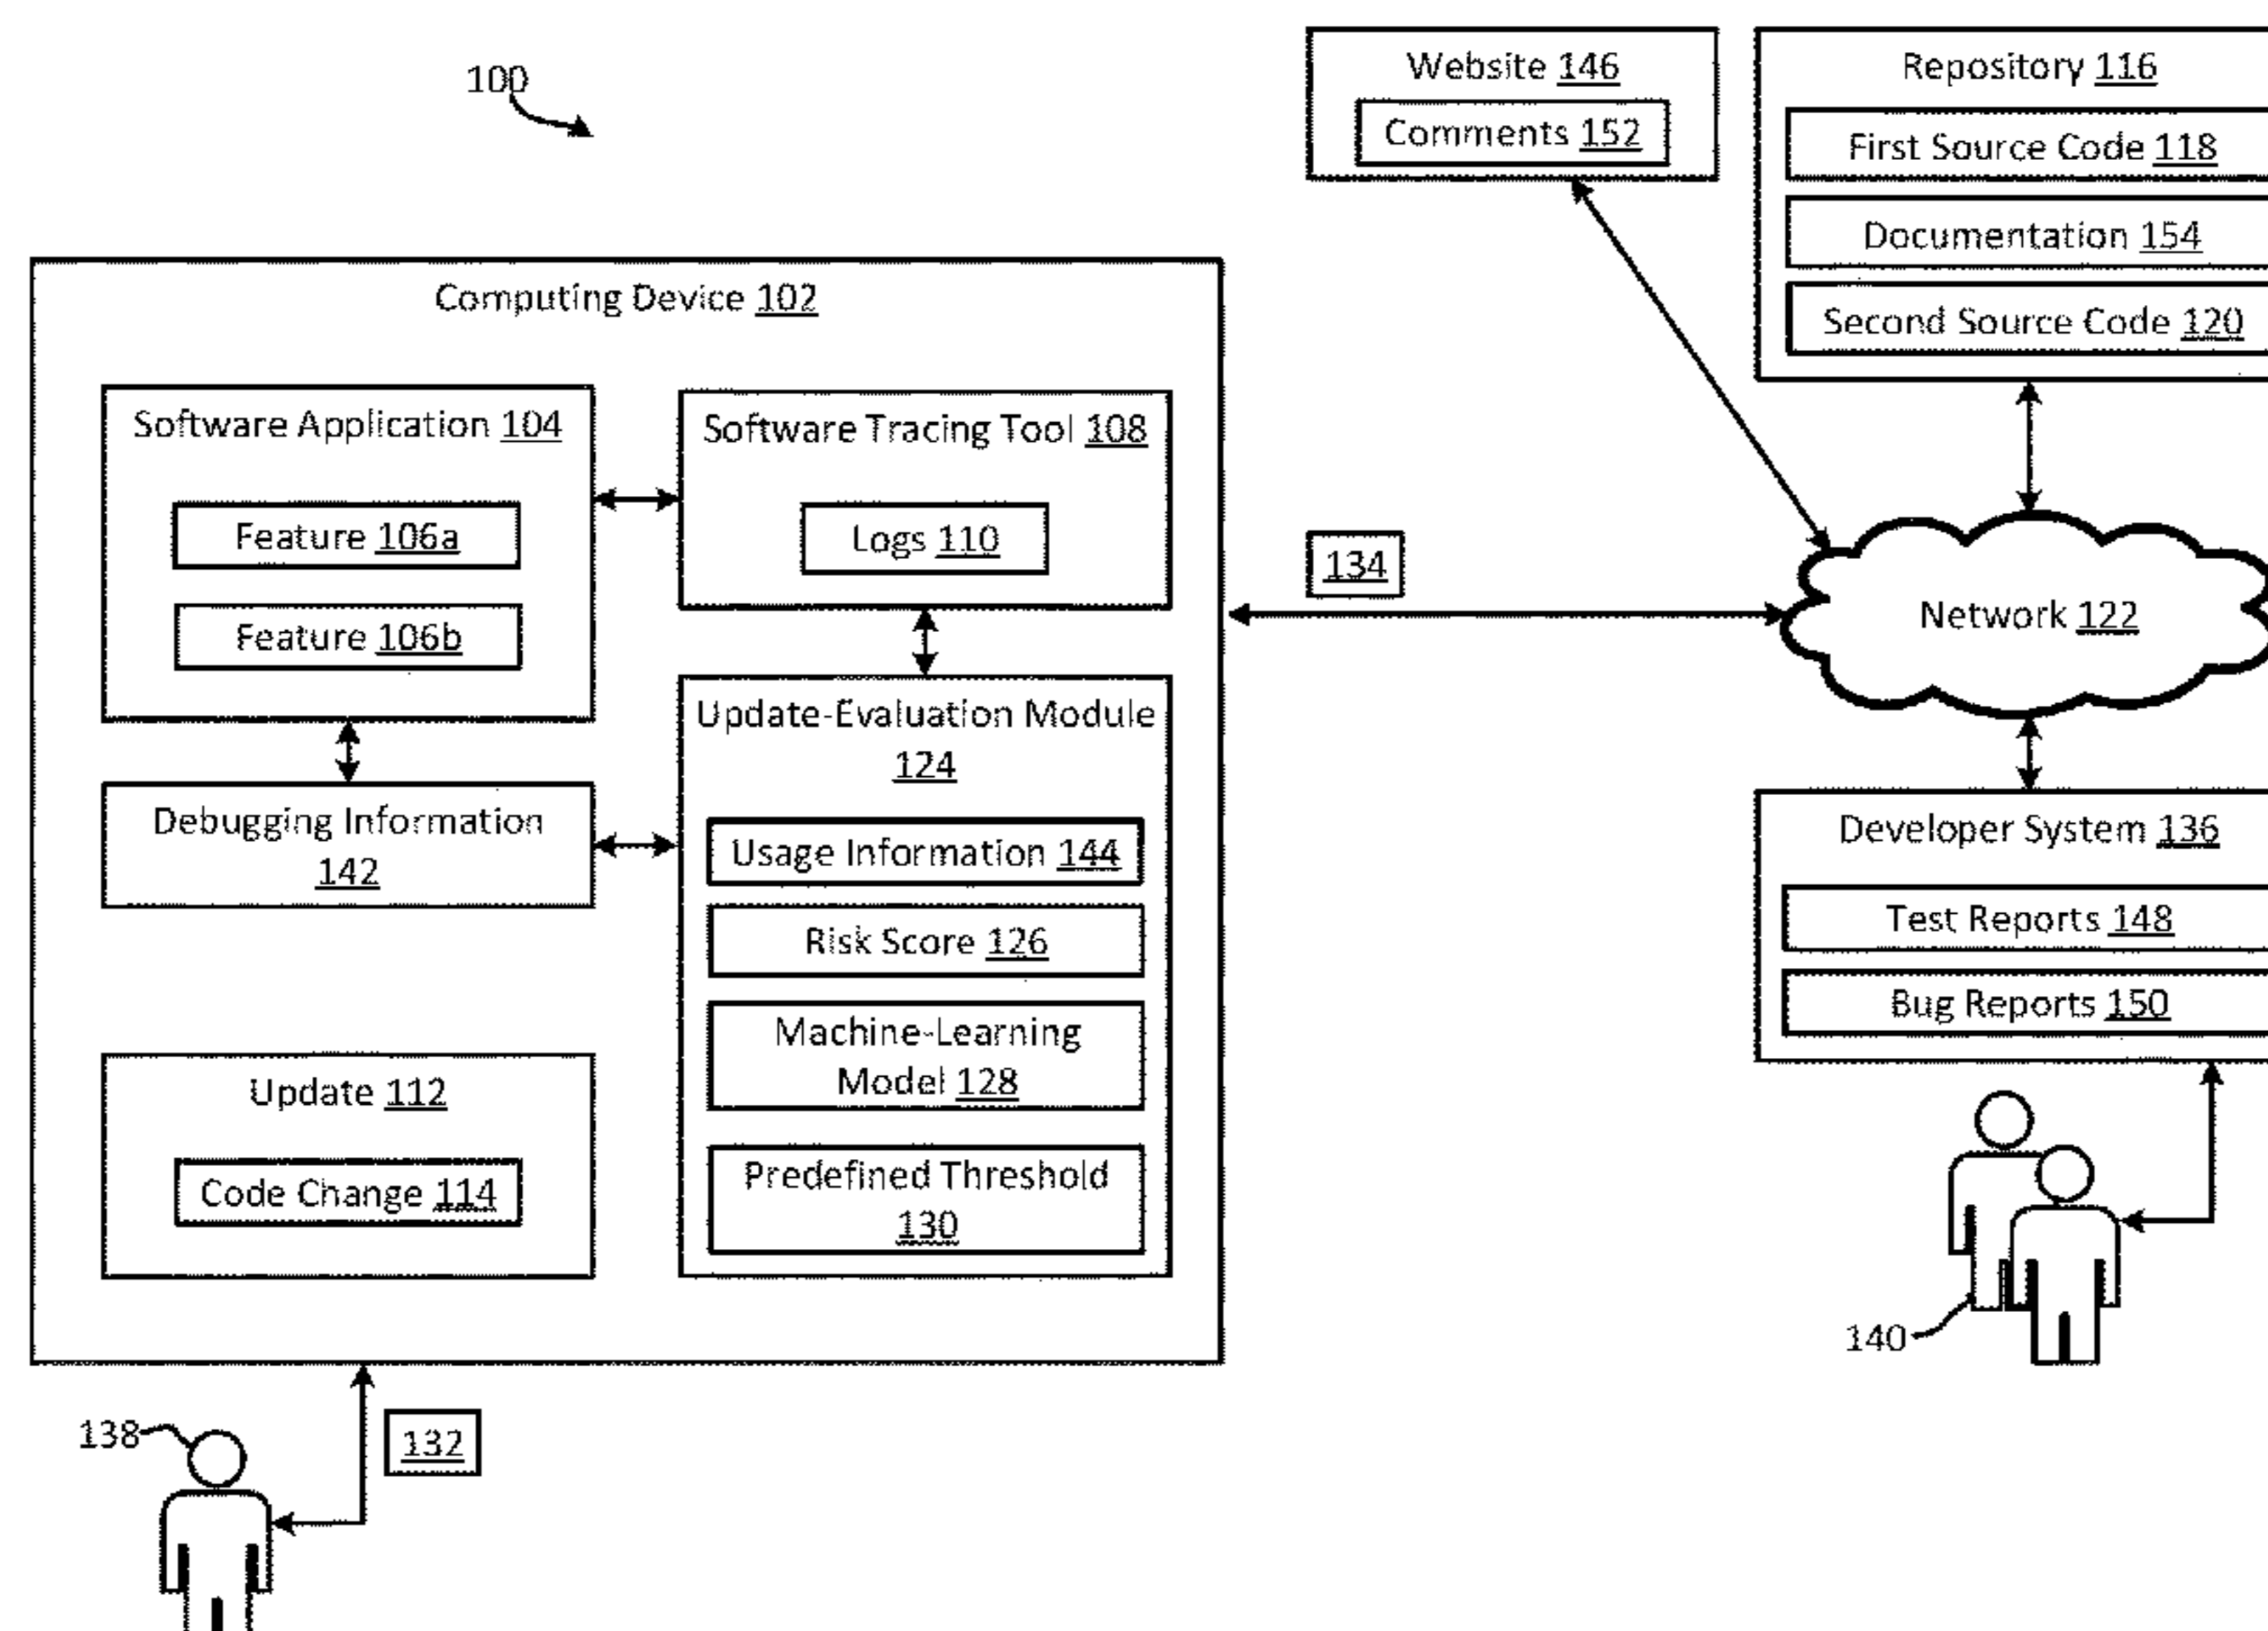 100
Website 146
Comments 152
Repository 116
First Source Code 118
Documentation 154
Second Source Code 120
Computing Device 102
Software Application 104
Feature 106a
Feature 106b
Software Tracing Tool 108
Logs 110
134
Network 122
Debugging Information
142
Update-Evaluation Module
124
Usage Information 144
Risk Score 126
Machine-Learning
Model 128
Predefined Threshold
130
Update 112
Code Change 114
Developer System 136
Test Reports 148
Bug Reports 150
140
138
132